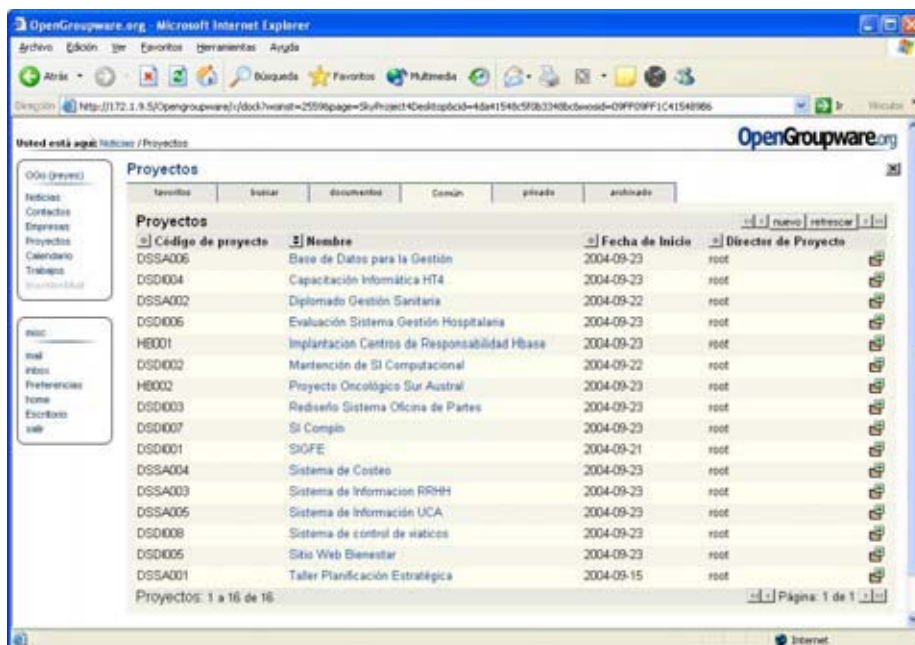 OpenGroupware.org - Microsoft Internet Explorer
Archivo Edición Ver Favoritos Herramientas Ayuda
Atrás Búsqueda Favoritos Multimedia
Dirección Ir Vínculos
Usted está aquí: Noticias / Proyectos
OpenGroupware.org
OGo (reyes)
Noticias
Contactos
Empresas
Proyectos
Calendario
Trabajos
misc
mail
inbox
Preferencias
home
Escritorio
salir
Proyectos
favoritos buscar documentos Común privado archivado
Proyectos nuevo refrescar
Código de proyecto Nombre Fecha de Inicio Director de Proyecto
DSSA006 Base de Datos para la Gestión 2004-09-23 root
DSDI004 Capacitación Informática HT4 2004-09-23 root
DSSA002 Diplomado Gestión Sanitaria 2004-09-22 root
DSDI006 Evaluación Sistema Gestión Hospitalaria 2004-09-23 root
HB001 Implantacion Centros de Responsabilidad Hbase 2004-09-23 root
DSDI002 Mantención de SI Computacional 2004-09-22 root
HB002 Proyecto Oncológico Sur Austral 2004-09-23 root
DSDI003 Rediseño Sistema Oficina de Partes 2004-09-23 root
DSDI007 SI Compin 2004-09-23 root
DSDI001 SIGFE 2004-09-21 root
DSSA004 Sistema de Costeo 2004-09-23 root
DSSA003 Sistema de Informacion RRHH 2004-09-23 root
DSSA005 Sistema de Información UCA 2004-09-23 root
DSDI008 Sistema de control de viaticos 2004-09-23 root
DSDI005 Sitio Web Bienestar 2004-09-23 root
DSSA001 Taller Planificación Estratégica 2004-09-15 root
Proyectos: 1 a 16 de 16 Página: 1 de 1
Internet